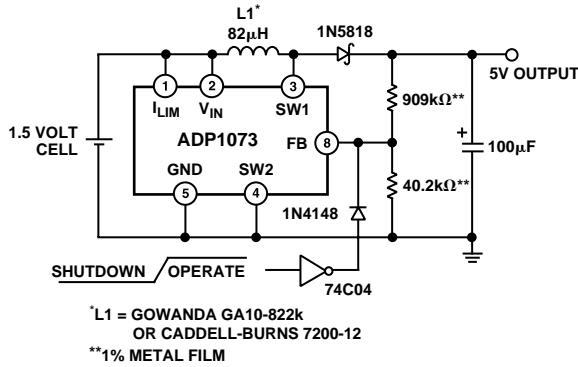 L1*
82μH
1N5818
5V OUTPUT
1
2
3
I LIM
V IN
SW1
909kΩ**
1.5 VOLT
CELL
ADP1073
FB
8
+
100μF
GND
SW2
5
4
40.2kΩ**
1N4148
SHUTDOWN
OPERATE
74C04
*L1 = GOWANDA GA10-822k
OR CADDELL-BURNS 7200-12
**1% METAL FILM